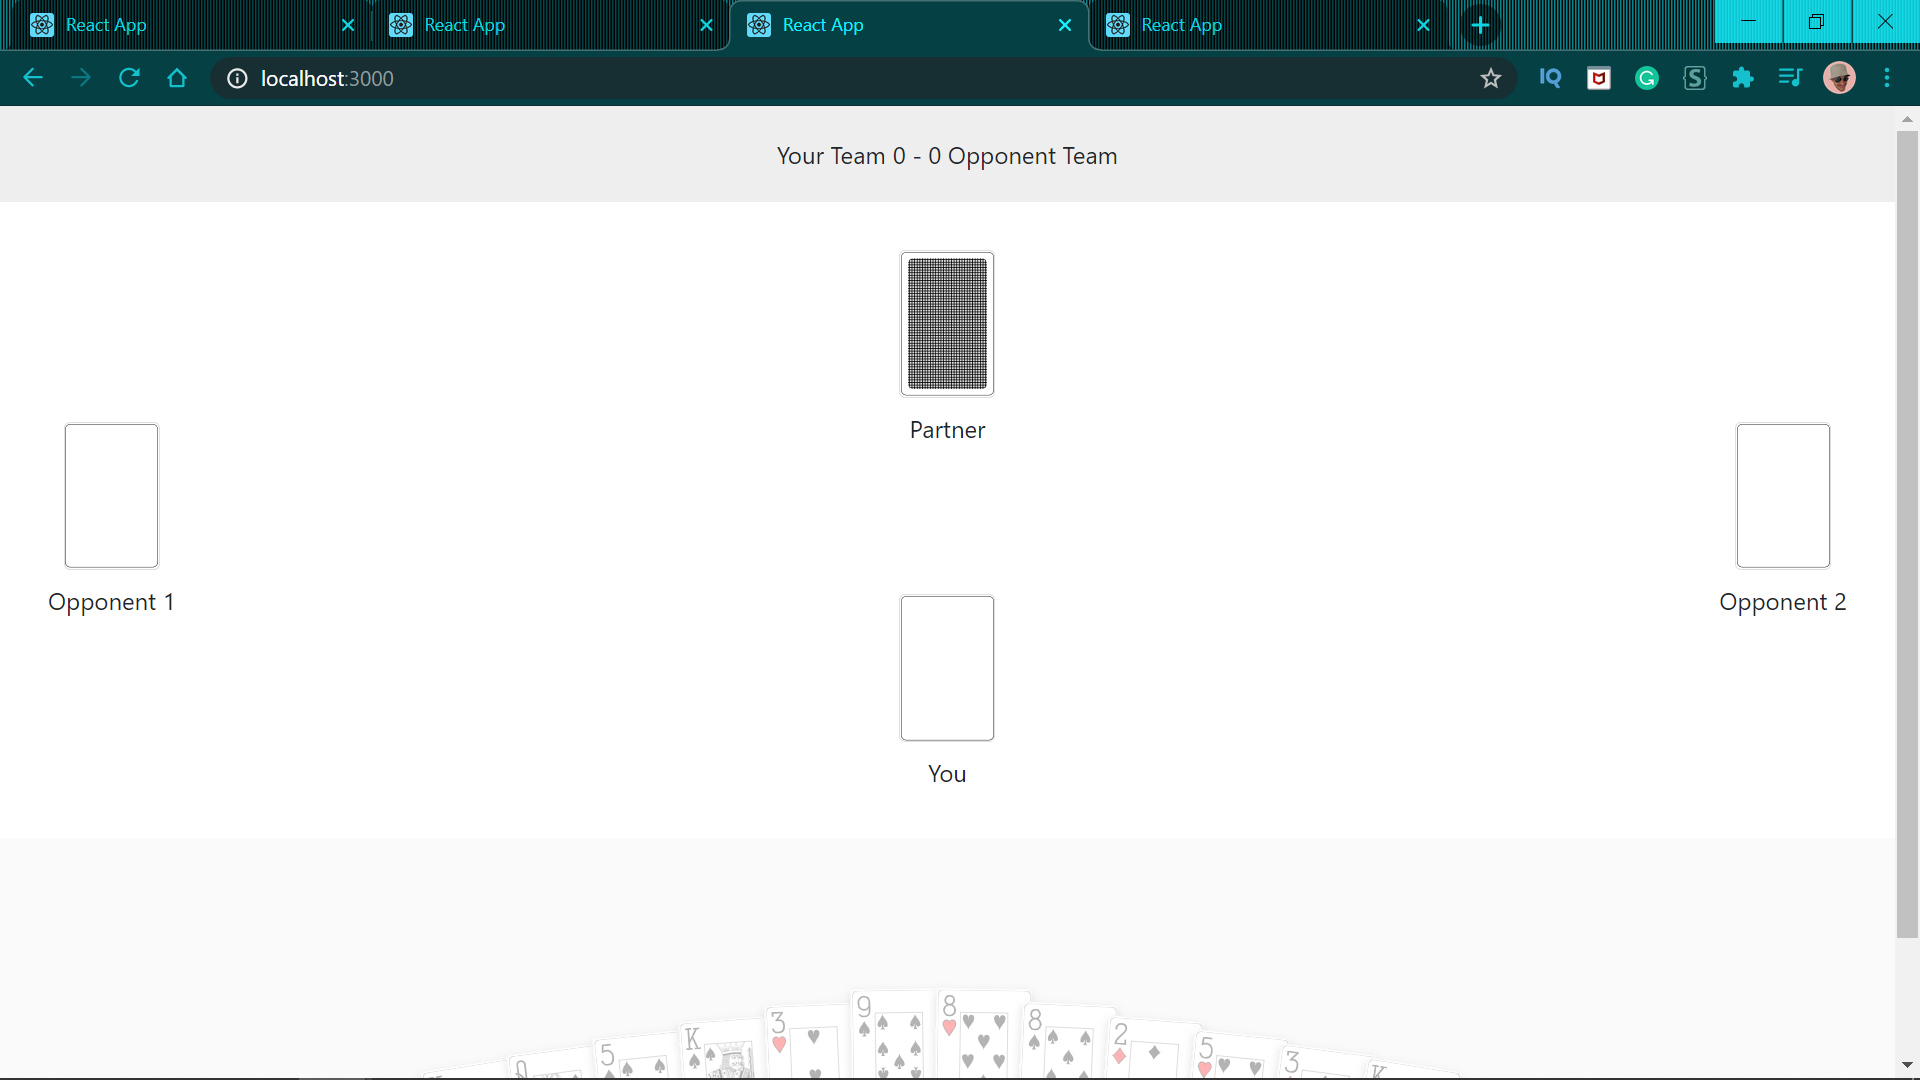 React App
React App
React App
React App
localhost:3000
IQ
Your Team 0 - 0 Opponent Team
Partner
Opponent 1
Opponent 2
You
Q
5
K
3
9
8
8
2
5
3
K